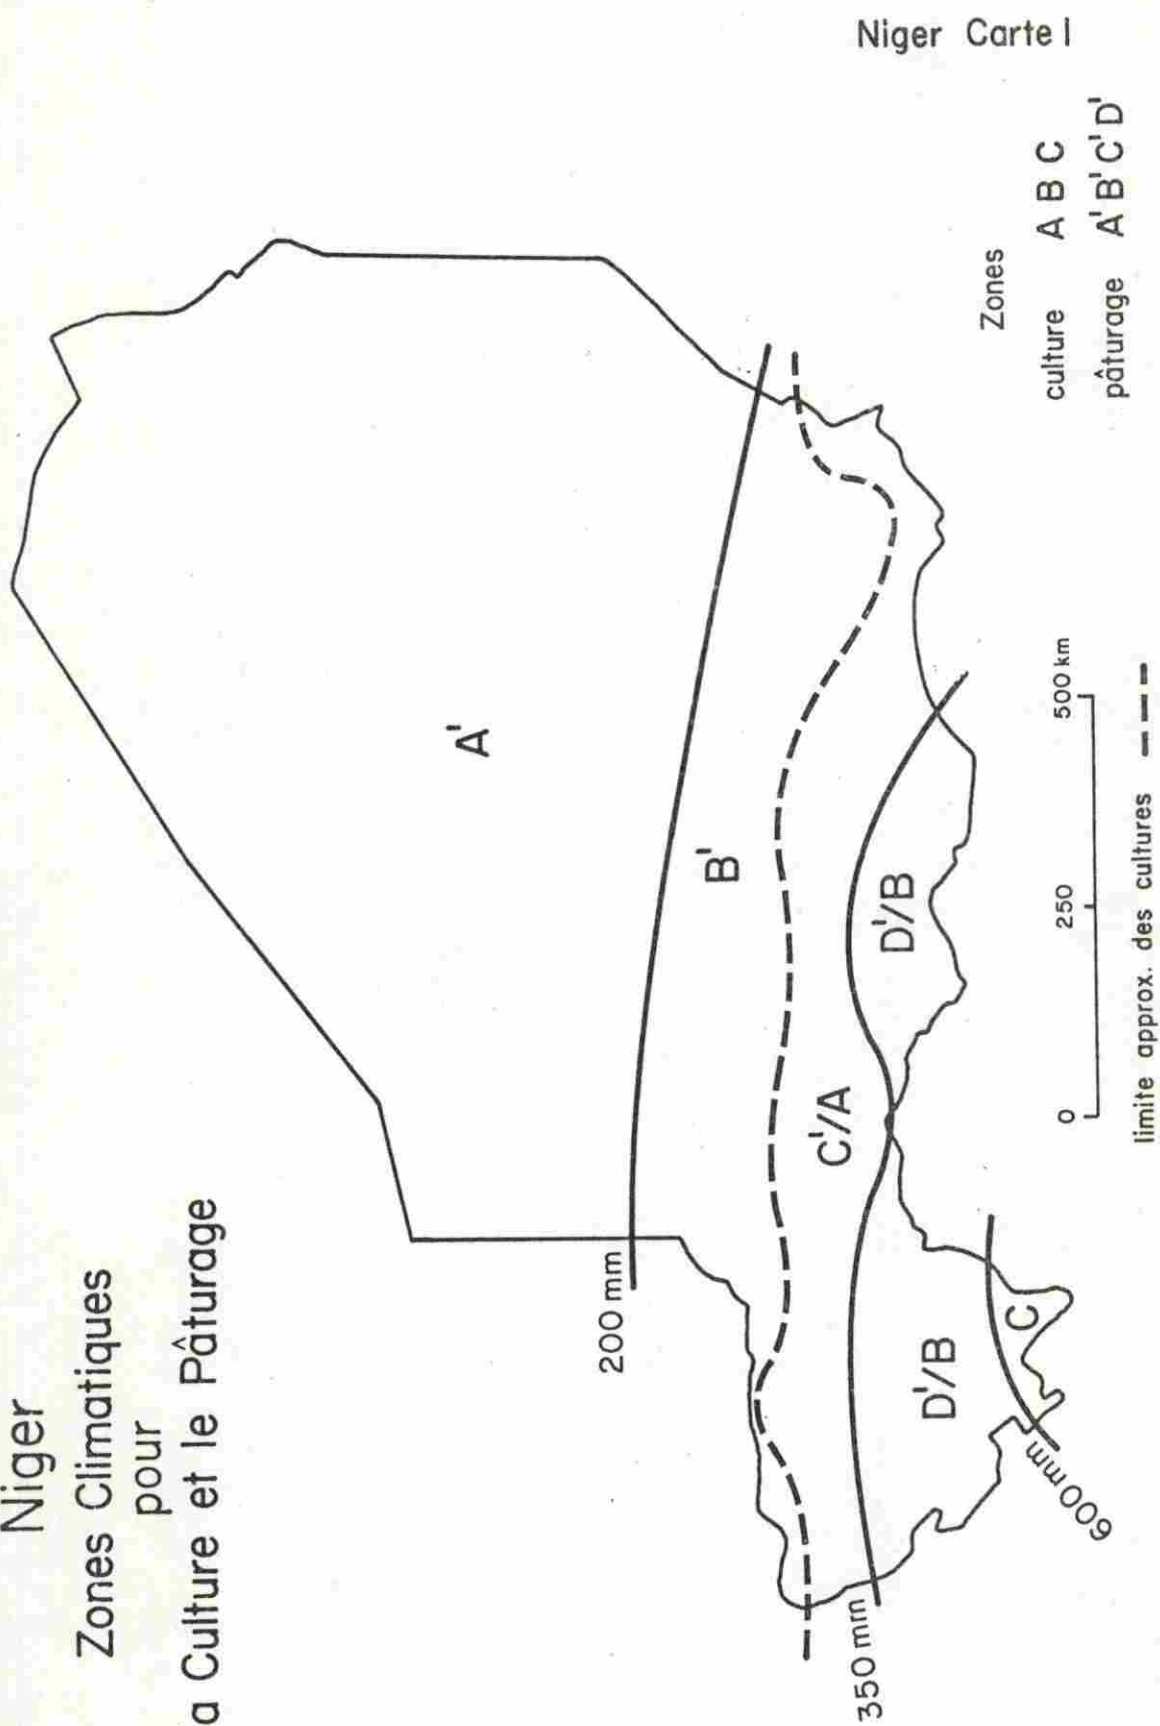 Niger Carte I
Niger
Zones Climatiques
pour
a Culture et le Pâturage
A'
B'
C'/A
D'/B
D'/B
C
200 mm
350 mm
600 mm
Zones
culture A B C
pâturage A' B' C' D'
0 250 500 km
limite approx. des cultures